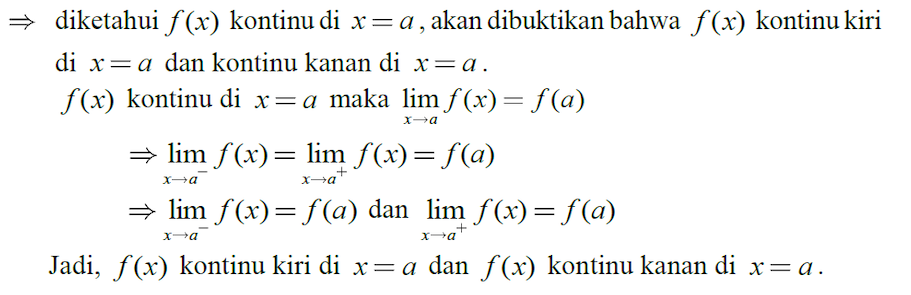 ⇒ diketahui f(x) kontinu di x = a, akan dibuktikan bahwa f(x) kontinu kiri
di x = a dan kontinu kanan di x = a.
f(x) kontinu di x = a maka lim_{x→a} f(x) = f(a)
⇒ lim_{x→a⁻} f(x) = lim_{x→a⁺} f(x) = f(a)
⇒ lim_{x→a⁻} f(x) = f(a) dan lim_{x→a⁺} f(x) = f(a)
Jadi, f(x) kontinu kiri di x = a dan f(x) kontinu kanan di x = a.